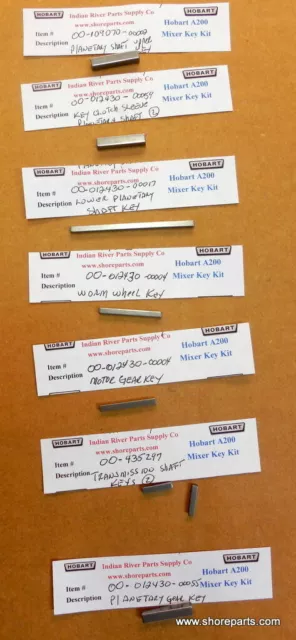 HOBART
Indian River Parts Supply Co
HOBART
Item # 00-109070-00002 www.shoreparts.com Hobart A200
Description PLANETARY SHAFT UPPER Mixer Key Kit
KEY
HOBART
Indian River Parts Supply Co
HOBART
www.shoreparts.com
Item # 00-012430-00059 Hobart A200
Description KEY CLUTCH SLEEVE Mixer Key Kit
PLANETARY SHAFT (2)
Indian River Parts Supply Co
HOBART
www.shoreparts.com
Item # 00-012430-00017 Hobart A200
Description LOWER PLANETARY Mixer Key Kit
SHAFT KEY
HOBART
Indian River Parts Supply Co
HOBART
www.shoreparts.com
Hobart A200
Item # 00-012430-00004 Mixer Key Kit
Description WORM WHEEL KEY
HOBART
Indian River Parts Supply Co
HOBART
www.shoreparts.com
Hobart A200
Item # 00-012430-00004 Mixer Key Kit
Description MOTOR GEAR KEY
HOBART
Indian River Parts Supply Co
HOBART
www.shoreparts.com
Item # 00-435297 Hobart A200
Description TRANSMISSION SHAFT Mixer Key Kit
KEYS (2)
HOBART
Indian River Parts Supply Co
HOBART
www.shoreparts.com
Hobart A200
Item # 00-012430-00055 Mixer Key Kit
Description PLANETARY GEAR KEY
www.shoreparts.com